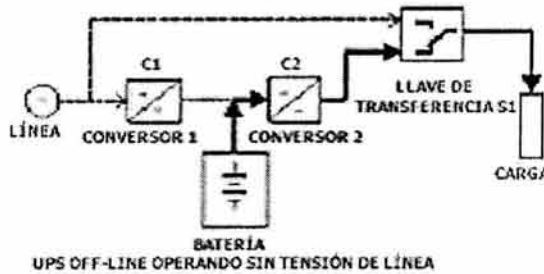 C1
C2
LÍNEA
CONVERSOR 1
CONVERSOR 2
LLAVE DE
TRANSFERENCIA S1
CARGA
BATERÍA
UPS OFF-LINE OPERANDO SIN TENSIÓN DE LÍNEA